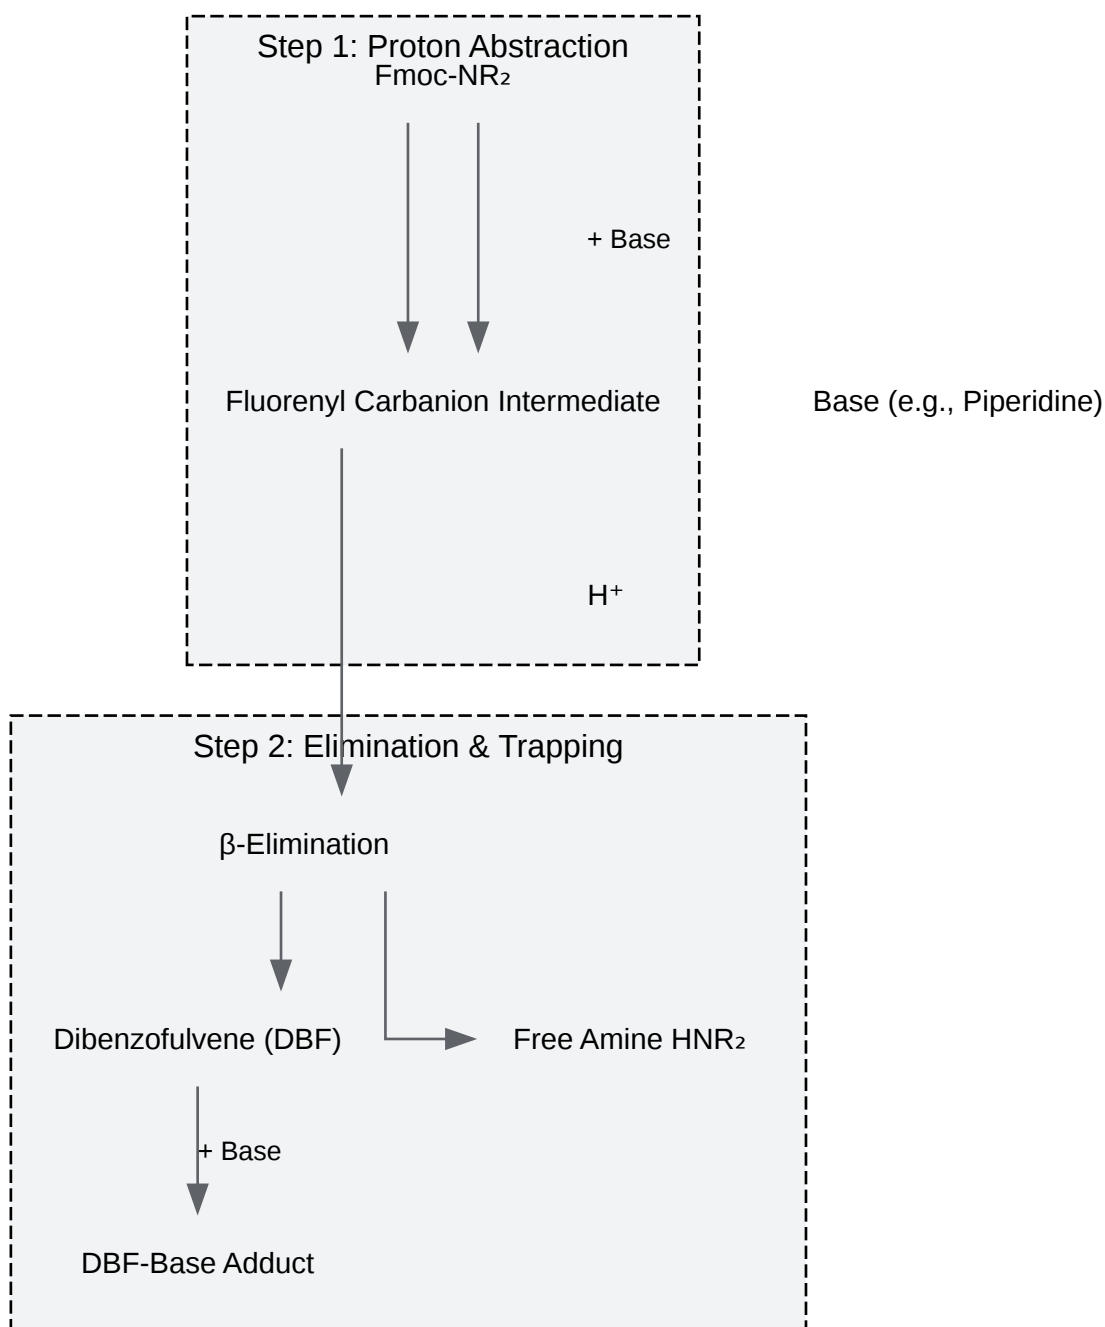 Step 1: Proton Abstraction
Fmoc-NR₂
+ Base
Fluorenyl Carbanion Intermediate
Base (e.g., Piperidine)
H⁺
Step 2: Elimination & Trapping
β-Elimination
Dibenzofulvene (DBF)
Free Amine HNR₂
+ Base
DBF-Base Adduct